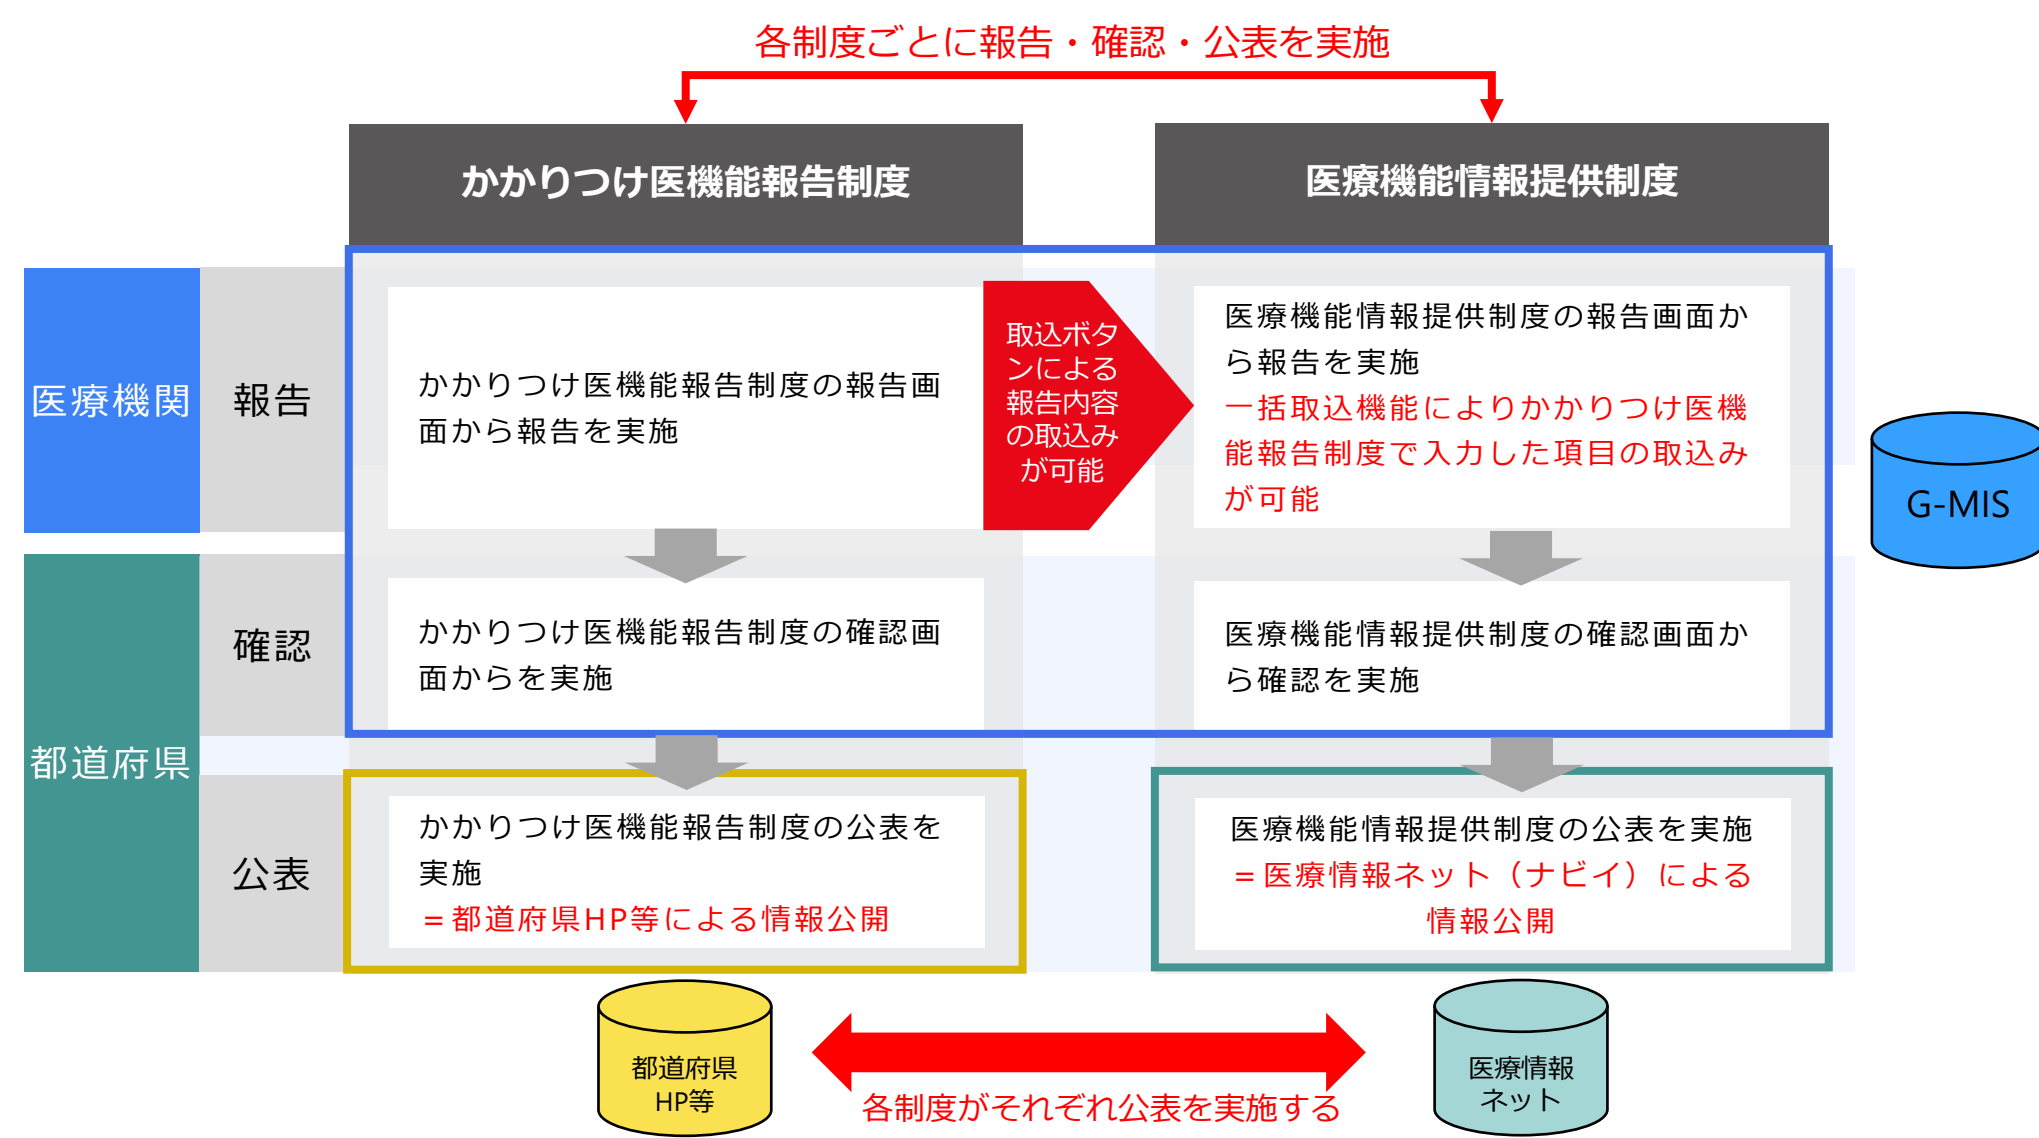 各制度ごとに報告・確認・公表を実施
かかりつけ医機能報告制度
医療機能情報提供制度
医療機関
報告
かかりつけ医機能報告制度の報告画
面から報告を実施
取込ボタ
ンによる
報告内容
の取込み
が可能
医療機能情報提供制度の報告画面か
ら報告を実施
一括取込機能によりかかりつけ医機
能報告制度で入力した項目の取込み
が可能
G-MIS
都道府県
確認
かかりつけ医機能報告制度の確認画
面からを実施
医療機能情報提供制度の確認画面か
ら確認を実施
公表
かかりつけ医機能報告制度の公表を
実施
＝都道府県HP等による情報公開
医療機能情報提供制度の公表を実施
＝医療情報ネット（ナビイ）による
情報公開
都道府県
HP等
各制度がそれぞれ公表を実施する
医療情報
ネット